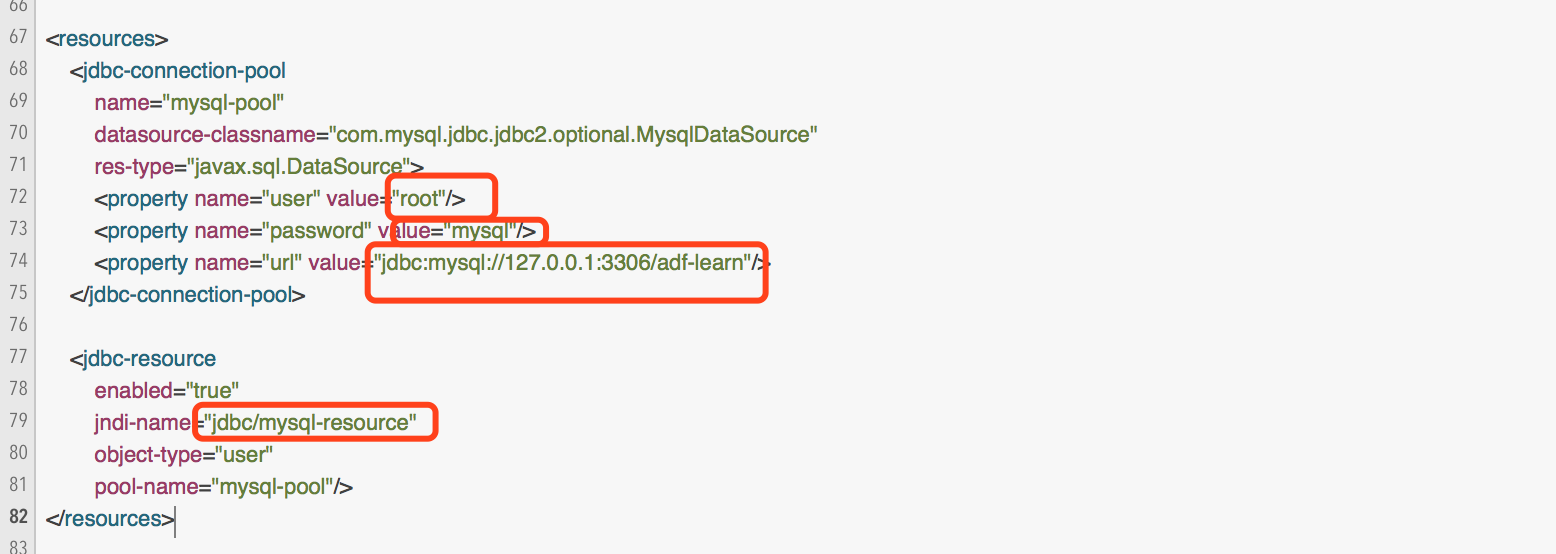 66
67 <resources>
68 <jdbc-connection-pool
69 name="mysql-pool"
70 datasource-classname="com.mysql.jdbc.jdbc2.optional.MysqlDataSource"
71 res-type="javax.sql.DataSource">
72 <property name="user" value="root"/>
73 <property name="password" value="mysql"/>
74 <property name="url" value="jdbc:mysql://127.0.0.1:3306/adf-learn"/>
75 </jdbc-connection-pool>
76
77 <jdbc-resource
78 enabled="true"
79 jndi-name="jdbc/mysql-resource"
80 object-type="user"
81 pool-name="mysql-pool"/>
82 </resources>
83